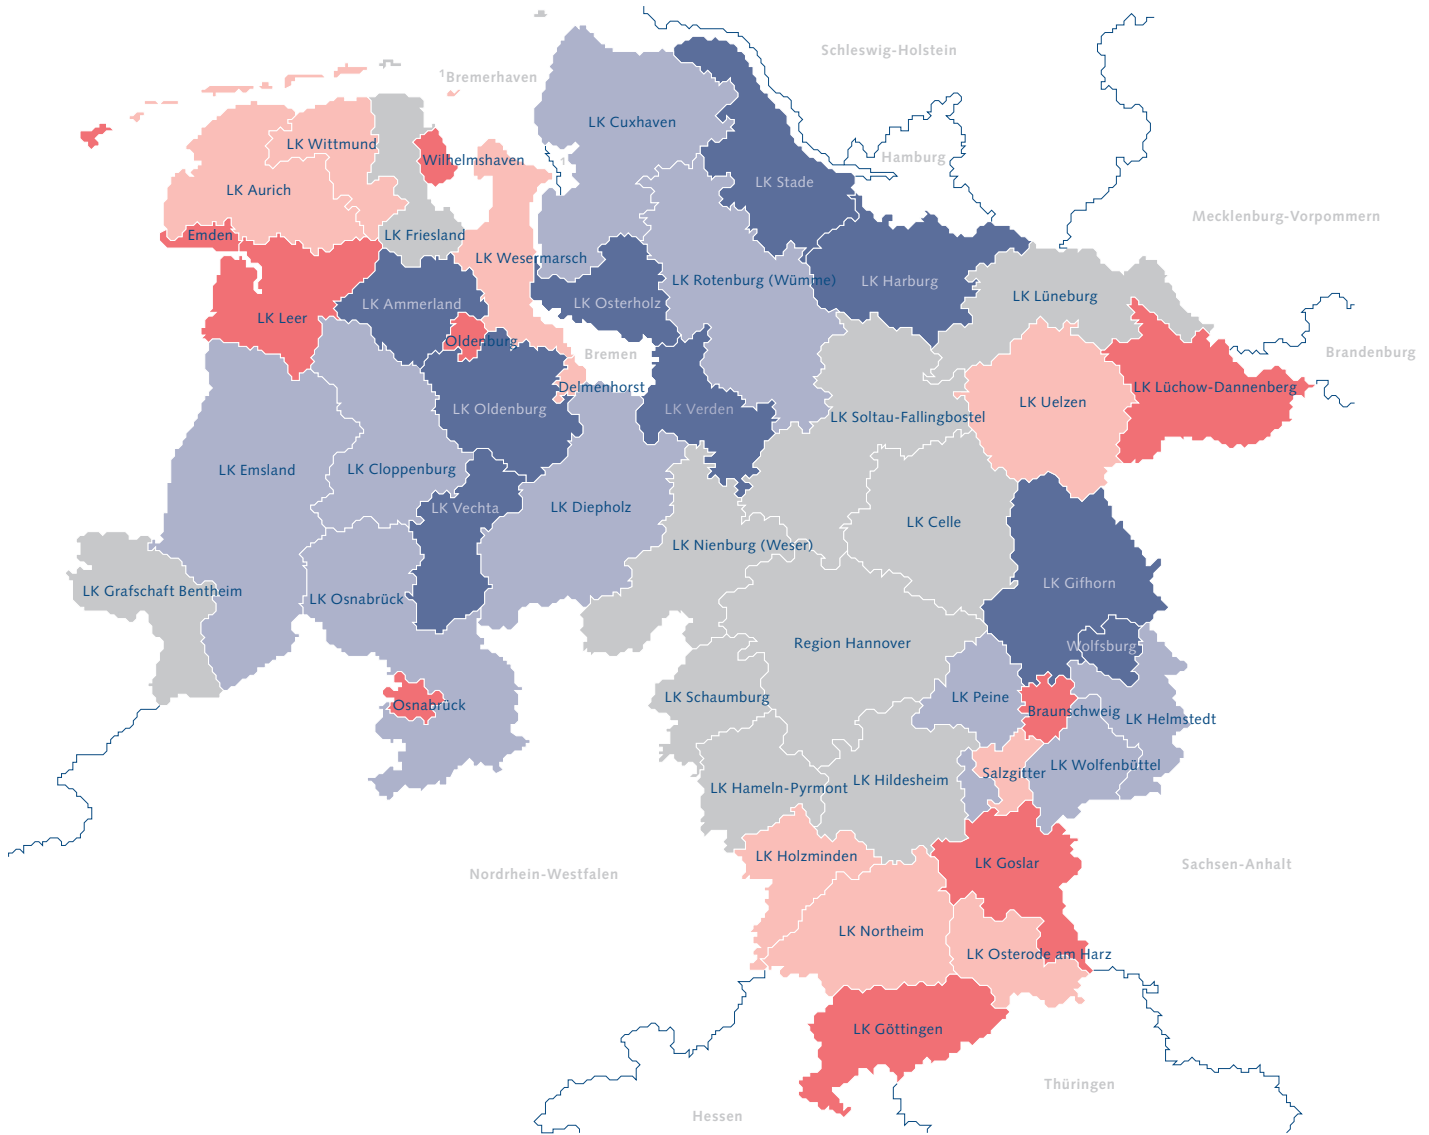 Schleswig-Holstein
¹Bremerhaven
LK Cuxhaven
LK Wittmund
Wilhelmshaven
1
Hamburg
LK Stade
LK Aurich
Mecklenburg-Vorpommern
Emden
LK Friesland
LK Wesermarsch
LK Rotenburg (Wümme)
LK Harburg
LK Lüneburg
LK Ammerland
LK Osterholz
LK Leer
Oldenburg
Bremen
Brandenburg
Delmenhorst
LK Lüchow-Dannenberg
LK Uelzen
LK Oldenburg
LK Verden
LK Soltau-Fallingbostel
LK Emsland
LK Cloppenburg
LK Vechta
LK Diepholz
LK Celle
LK Nienburg (Weser)
LK Gifhorn
LK Grafschaft Bentheim
LK Osnabrück
Region Hannover
Wolfsburg
LK Schaumburg
LK Peine
Osnabrück
Braunschweig
LK Helmstedt
LK Wolfenbüttel
Salzgitter
LK Hildesheim
LK Hameln-Pyrmont
LK Holzminden
LK Goslar
Sachsen-Anhalt
Nordrhein-Westfalen
LK Northeim
LK Osterode am Harz
LK Göttingen
Thüringen
Hessen